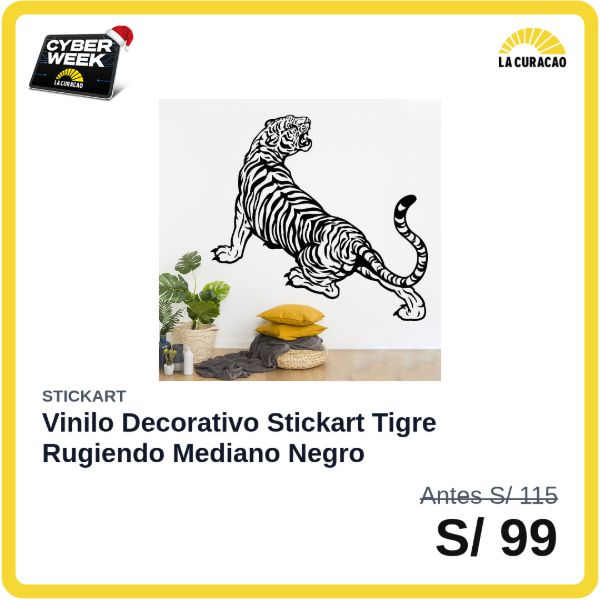 CYBER
WEEK
LA CURACAO
LA CURACAO
STICKART
Vinilo Decorativo Stickart Tigre
Rugiendo Mediano Negro
Antes S/ 115
S/ 99